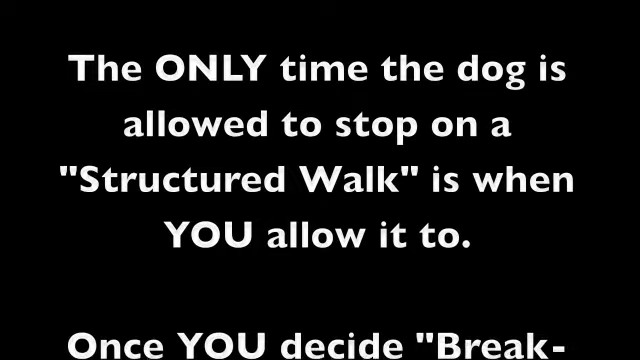 The ONLY time the dog is
allowed to stop on a
"Structured Walk" is when
YOU allow it to.
Once YOU decide "Break-